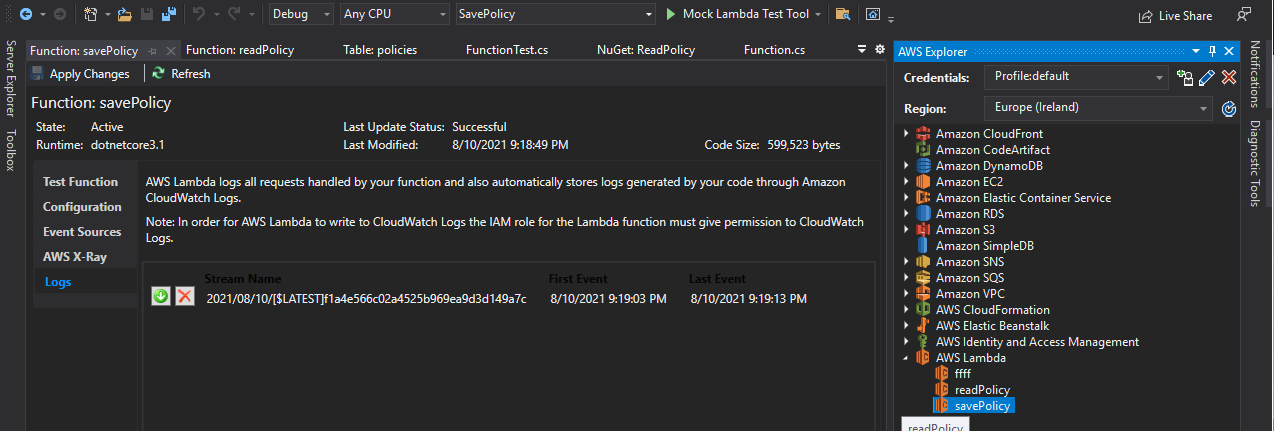 Debug
Any CPU
SavePolicy
Mock Lambda Test Tool
Live Share
Server Explorer
Toolbox
Function: savePolicy
Function: readPolicy
Table: policies
FunctionTest.cs
NuGet: ReadPolicy
Function.cs
Apply Changes
Refresh
Function: savePolicy
State: Active
Last Update Status: Successful
Runtime: dotnetcore3.1
Last Modified: 8/10/2021 9:18:49 PM
Code Size: 599,523 bytes
Test Function
Configuration
Event Sources
AWS X-Ray
Logs
AWS Lambda logs all requests handled by your function and also automatically stores logs generated by your code through Amazon
CloudWatch Logs.
Note: In order for AWS Lambda to write to CloudWatch Logs the IAM role for the Lambda function must give permission to CloudWatch
Logs.
Stream Name First Event Last Event
2021/08/10/[$LATEST]f1a4e566c02a4525b969ea9d3d149a7c 8/10/2021 9:19:03 PM 8/10/2021 9:19:13 PM
AWS Explorer
Credentials: Profile:default
Region: Europe (Ireland)
Amazon CloudFront
Amazon CodeArtifact
Amazon DynamoDB
Amazon EC2
Amazon Elastic Container Service
Amazon RDS
Amazon S3
Amazon SimpleDB
Amazon SNS
Amazon SQS
Amazon VPC
AWS CloudFormation
AWS Elastic Beanstalk
AWS Identity and Access Management
AWS Lambda
ffff
readPolicy
savePolicy
readPolicy
Notifications
Diagnostic Tools